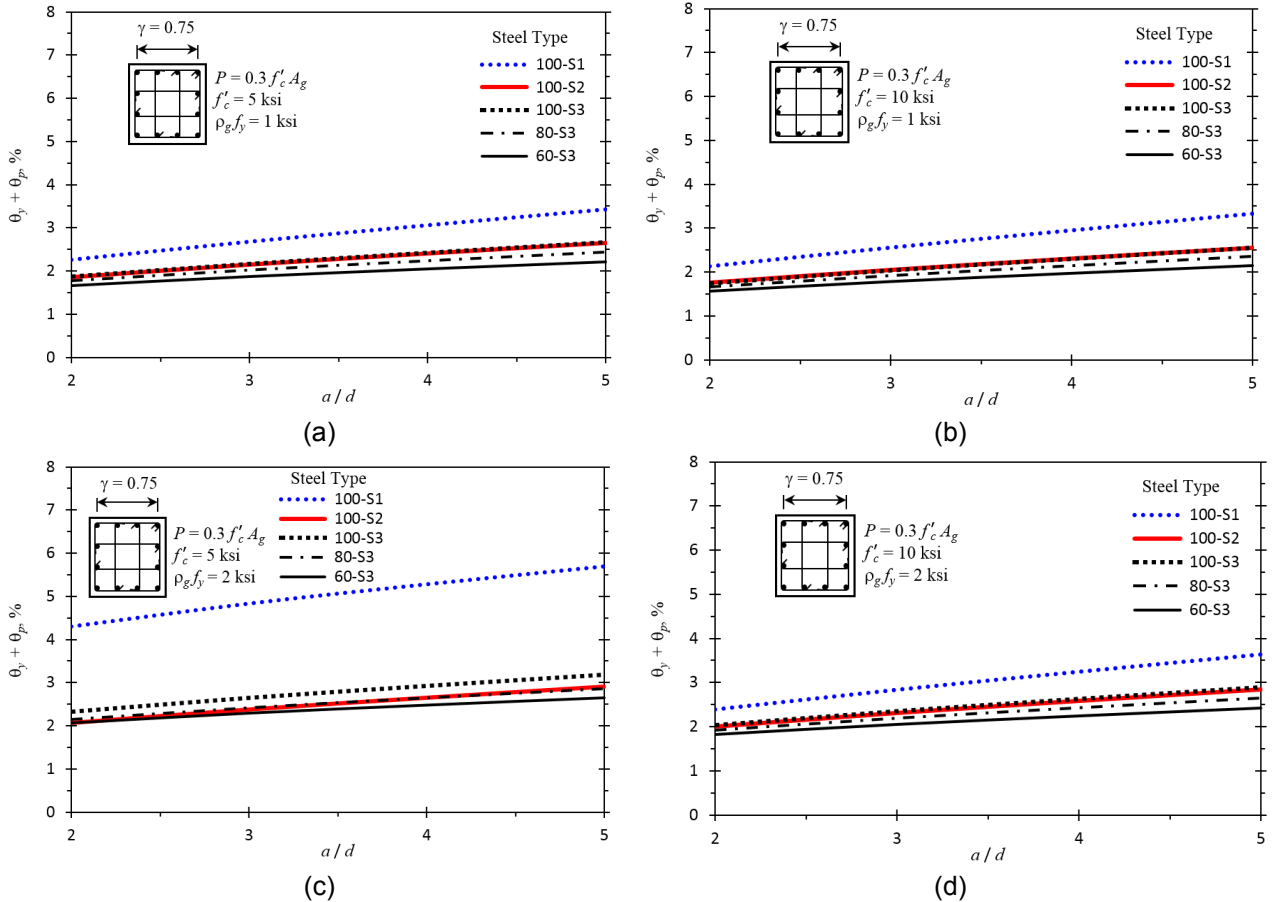 γ = 0.75
P = 0.3 f′c Ag
f′c = 5 ksi
ρg fy = 1 ksi
Steel Type
100-S1
100-S2
100-S3
80-S3
60-S3
θy + θp, %
8
7
6
5
4
3
2
1
0
2 3 4 5
a / d
(a)
γ = 0.75
P = 0.3 f′c Ag
f′c = 10 ksi
ρg fy = 1 ksi
Steel Type
100-S1
100-S2
100-S3
80-S3
60-S3
θy + θp, %
8
7
6
5
4
3
2
1
0
2 3 4 5
a / d
(b)
γ = 0.75
P = 0.3 f′c Ag
f′c = 5 ksi
ρg fy = 2 ksi
Steel Type
100-S1
100-S2
100-S3
80-S3
60-S3
θy + θp, %
8
7
6
5
4
3
2
1
0
2 3 4 5
a / d
(c)
γ = 0.75
P = 0.3 f′c Ag
f′c = 10 ksi
ρg fy = 2 ksi
Steel Type
100-S1
100-S2
100-S3
80-S3
60-S3
θy + θp, %
8
7
6
5
4
3
2
1
0
2 3 4 5
a / d
(d)